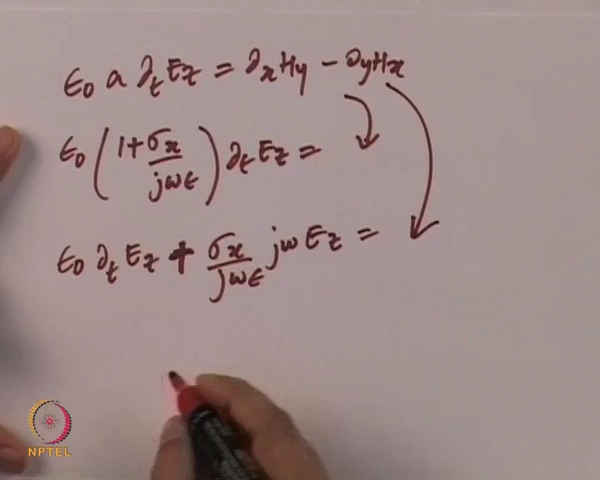 ϵ₀ a ∂ₜ Ez = ∂x Hy − ∂y Hx
ϵ₀ (1 + σx / jωϵ) ∂ₜ Ez =
ϵ₀ ∂ₜ Ez + σx / jωϵ jω Ez =
NPTEL